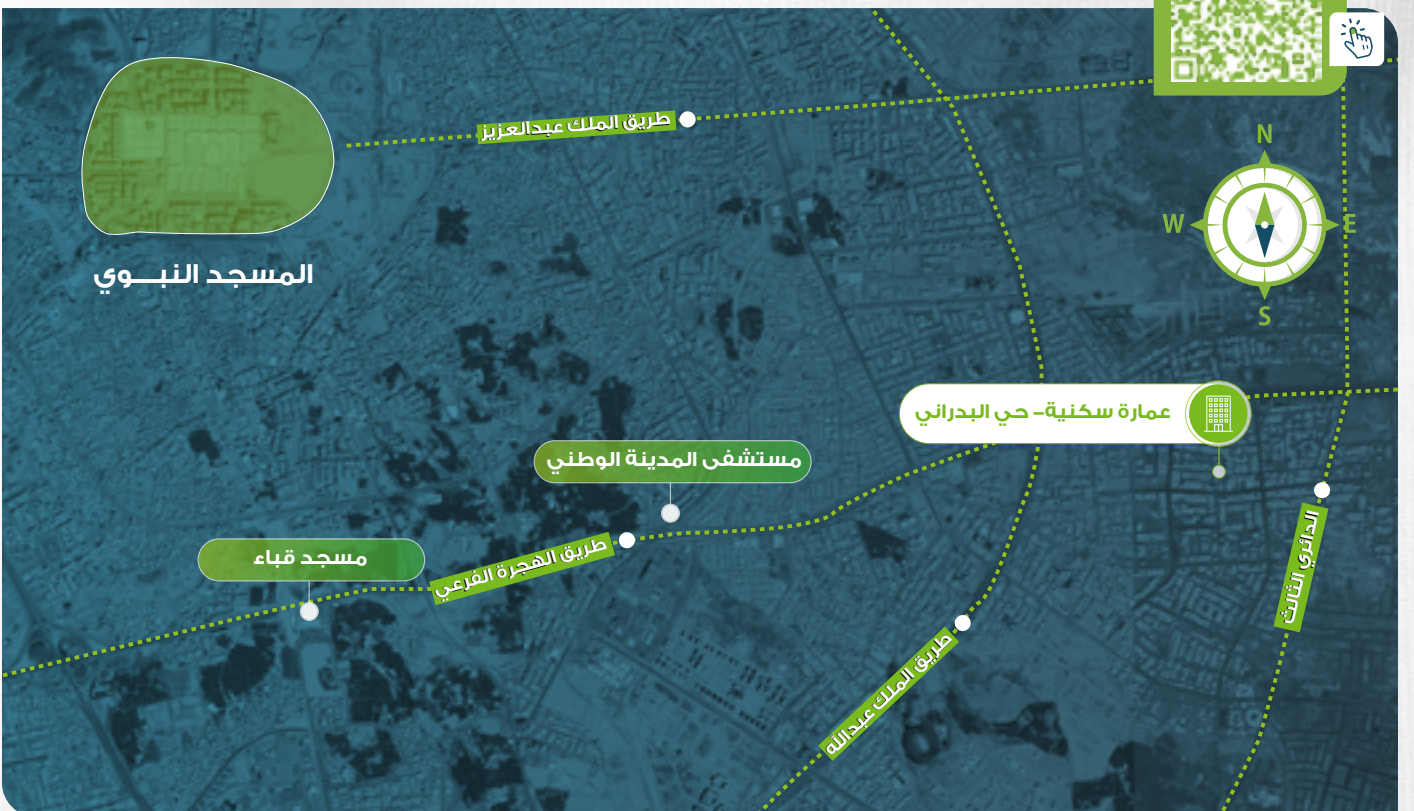 طريق الملك عبدالعزيز
N
W
E
S
المسجد النبـــوي
عمارة سكنية- حي البدراني
مستشفى المدينة الوطني
الدائري الثالث
طريق الهجرة الفرعي
مسجد قباء
طريق الملك عبدالله